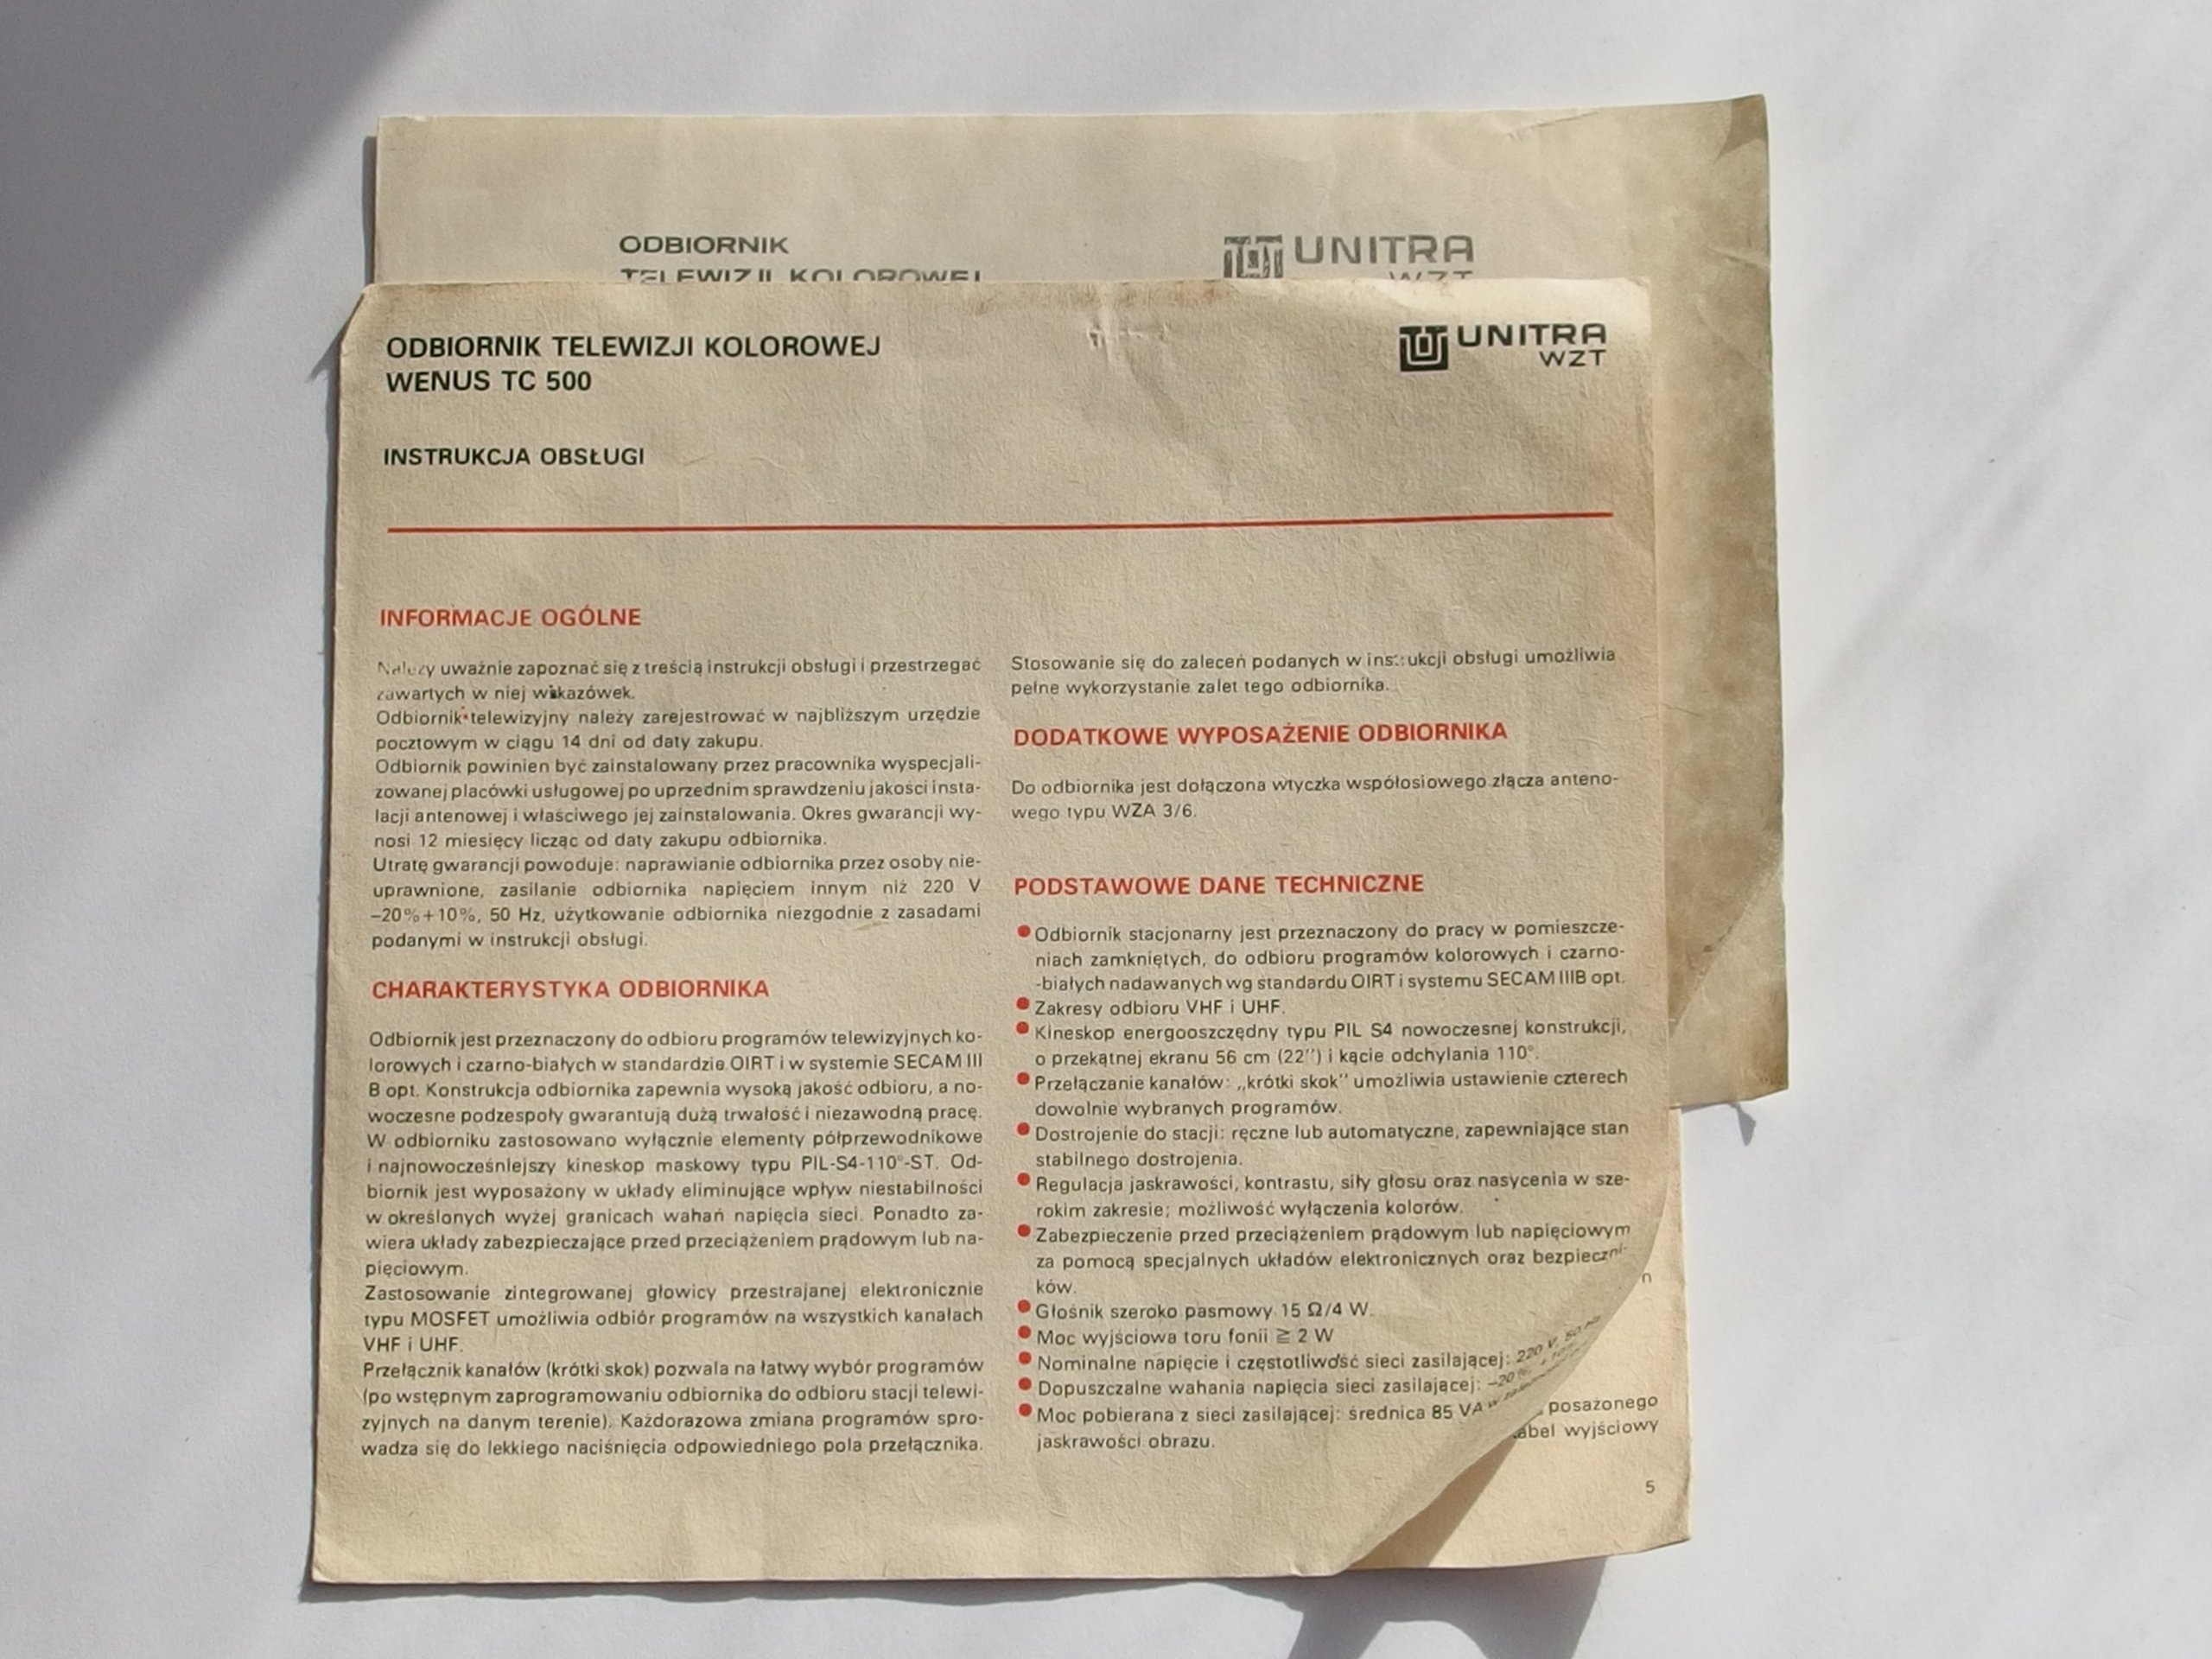 ODBIORNIK
TELEWIZJI KOLOROWEJ
UNITRA
WZT
ODBIORNIK TELEWIZJI KOLOROWEJ
WENUS TC 500
UNITRA
WZT
INSTRUKCJA OBSŁUGI
INFORMACJE OGÓLNE
Należy uważnie zapoznać się z treścią instrukcji obsługi i przestrzegać
zawartych w niej wskazówek.
Odbiornik telewizyjny należy zarejestrować w najbliższym urzędzie
pocztowym w ciągu 14 dni od daty zakupu.
Odbiornik powinien być zainstalowany przez pracownika wyspecjali-
zowanej placówki usługowej po uprzednim sprawdzeniu jakości insta-
lacji antenowej i właściwego jej zainstalowania. Okres gwarancji wy-
nosi 12 miesięcy licząc od daty zakupu odbiornika.
Utratę gwarancji powoduje: naprawianie odbiornika przez osoby nie-
uprawnione, zasilanie odbiornika napięciem innym niż 220 V
−20%+10%, 50 Hz, użytkowanie odbiornika niezgodnie z zasadami
podanymi w instrukcji obsługi.
CHARAKTERYSTYKA ODBIORNIKA
Odbiornik jest przeznaczony do odbioru programów telewizyjnych ko-
lorowych i czarno-białych w standardzie OIRT i w systemie SECAM III
B opt. Konstrukcja odbiornika zapewnia wysoką jakość odbioru, a no-
woczesne podzespoły gwarantują dużą trwałość i niezawodną pracę.
W odbiorniku zastosowano wyłącznie elementy półprzewodnikowe
i najnowocześniejszy kineskop maskowy typu PIL-S4-110°-ST. Od-
biornik jest wyposażony w układy eliminujące wpływ niestabilności
w określonych wyżej granicach wahań napięcia sieci. Ponadto za-
wiera układy zabezpieczające przed przeciążeniem prądowym lub na-
pięciowym.
Zastosowanie zintegrowanej głowicy przestrajanej elektronicznie
typu MOSFET umożliwia odbiór programów na wszystkich kanałach
VHF i UHF.
Przełącznik kanałów (krótki skok) pozwala na łatwy wybór programów
(po wstępnym zaprogramowaniu odbiornika do odbioru stacji telewi-
zyjnych na danym terenie). Każdorazowa zmiana programów spro-
wadza się do lekkiego naciśnięcia odpowiedniego pola przełącznika.
Stosowanie się do zaleceń podanych w instrukcji obsługi umożliwia
pełne wykorzystanie zalet tego odbiornika.
DODATKOWE WYPOSAŻENIE ODBIORNIKA
Do odbiornika jest dołączona wtyczka współosiowego złącza anteno-
wego typu WZA 3/6.
PODSTAWOWE DANE TECHNICZNE
● Odbiornik stacjonarny jest przeznaczony do pracy w pomieszcze-
niach zamkniętych, do odbioru programów kolorowych i czarno-
-białych nadawanych wg standardu OIRT i systemu SECAM IIIB opt.
● Zakresy odbioru VHF i UHF.
● Kineskop energooszczędny typu PIL S4 nowoczesnej konstrukcji,
o przekątnej ekranu 56 cm (22'') i kącie odchylania 110°.
● Przełączanie kanałów: „krótki skok'' umożliwia ustawienie czterech
dowolnie wybranych programów.
● Dostrojenie do stacji: ręczne lub automatyczne, zapewniające stan
stabilnego dostrojenia.
● Regulacja jaskrawości, kontrastu, siły głosu oraz nasycenia w sze-
rokim zakresie; możliwość wyłączenia kolorów.
● Zabezpieczenie przed przeciążeniem prądowym lub napięciowym
za pomocą specjalnych układów elektronicznych oraz bezpieczni-
ków.
● Głośnik szeroko pasmowy 15 Ω/4 W.
● Moc wyjściowa toru fonii ≧ 2 W
● Nominalne napięcie i częstotliwość sieci zasilającej: 220 V, 50 Hz
● Dopuszczalne wahania napięcia sieci zasilającej: −20%
● Moc pobierana z sieci zasilającej: średnica 85 VA
jaskrawości obrazu.
n
posażonego
abel wyjściowy
5